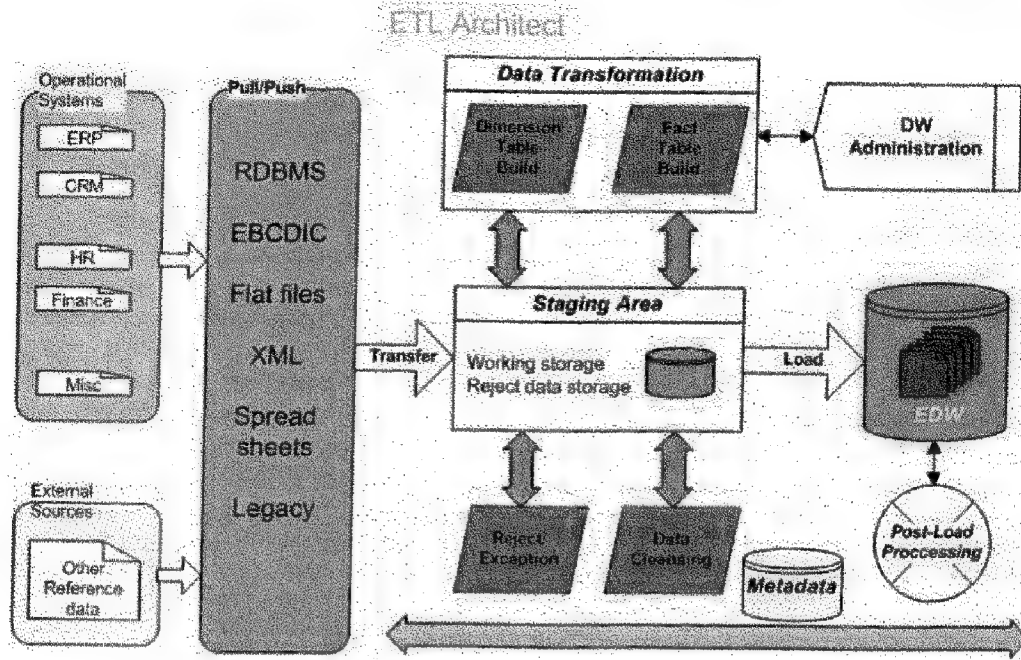 ETL Architect
Operational
Systems
ERP
CRM
HR
Finance
Misc
External
Sources
Other
Reference
data
Pull/Push
RDBMS
EBCDIC
Flat files
XML
Spread
sheets
Legacy
Transfer
Data Transformation
Dimension
Table
Build
Fact
Table
Build
DW
Administration
Staging Area
Working storage
Reject data storage
Load
EDW
Reject/
Exception
Data
Cleansing
Metadata
Post-Load
Proccessing